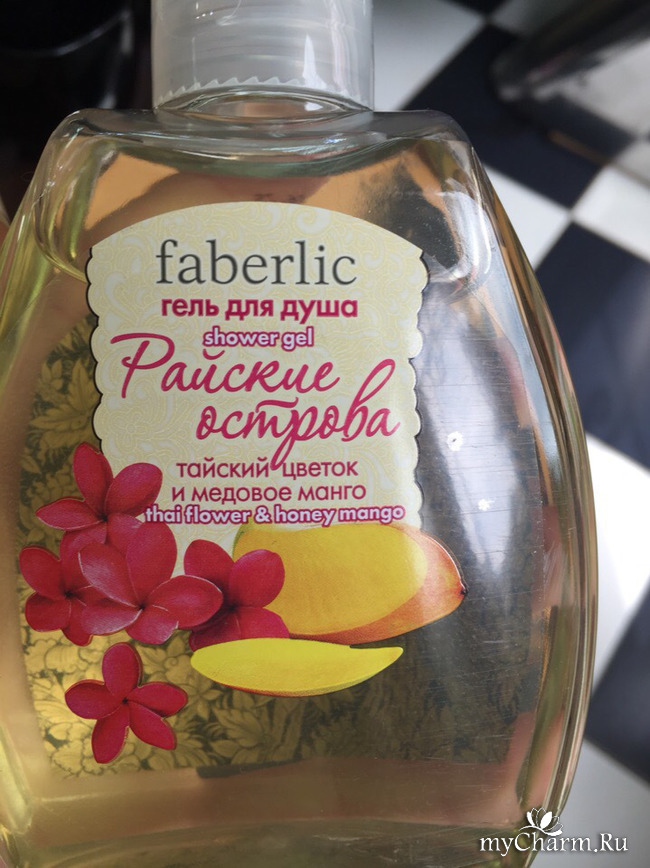 faberlic
гель для душа
shower gel
Райские
острова
тайский цветок
и медовое манго
thai flower & honey mango
myCharm.Ru